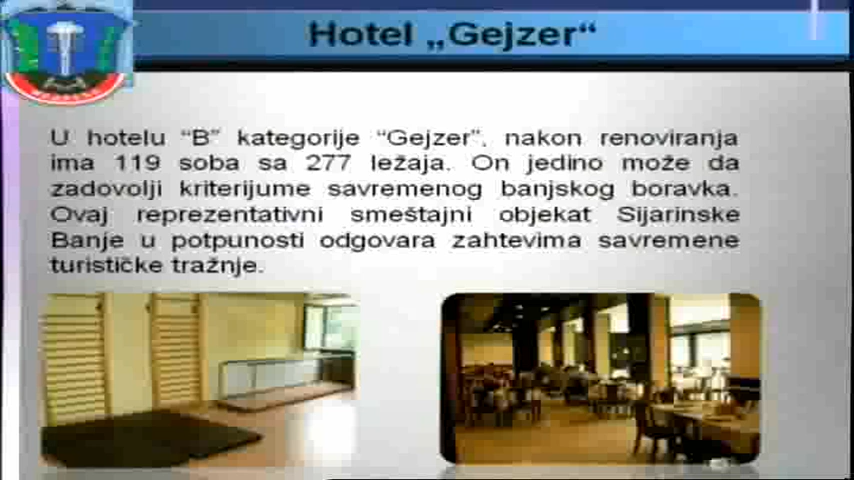 Hotel „Gejzer“
U hotelu “B” kategorije “Gejzer”, nakon renoviranja
ima 119 soba sa 277 ležaja. On jedino može da
zadovolji kriterijume savremenog banjskog boravka.
Ovaj reprezentativni smeštajni objekat Sijarinske
Banje u potpunosti odgovara zahtevima savremene
turističke tražnje.